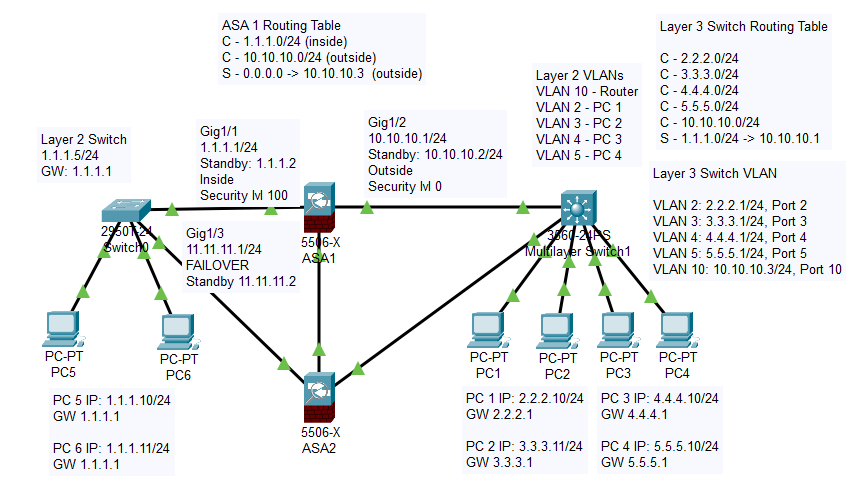 ASA 1 Routing Table
C - 1.1.1.0/24 (inside)
C - 10.10.10.0/24 (outside)
S - 0.0.0.0 -> 10.10.10.3 (outside)
Layer 3 Switch Routing Table
C - 2.2.2.0/24
C - 3.3.3.0/24
C - 4.4.4.0/24
C - 5.5.5.0/24
C - 10.10.10.0/24
S - 1.1.1.0/24 -> 10.10.10.1
Layer 2 VLANs
VLAN 10 - Router
VLAN 2 - PC 1
VLAN 3 - PC 2
VLAN 4 - PC 3
VLAN 5 - PC 4
Layer 2 Switch
1.1.1.5/24
GW: 1.1.1.1
Gig1/1
1.1.1.1/24
Standby: 1.1.1.2
Inside
Security lvl 100
Gig1/2
10.10.10.1/24
Standby: 10.10.10.2/24
Outside
Security lvl 0
Layer 3 Switch VLAN
VLAN 2: 2.2.2.1/24, Port 2
VLAN 3: 3.3.3.1/24, Port 3
VLAN 4: 4.4.4.1/24, Port 4
VLAN 5: 5.5.5.1/24, Port 5
VLAN 10: 10.10.10.3/24, Port 10
2950T-24
Switch0
Gig1/3
11.11.11.1/24
FAILOVER
Standby 11.11.11.2
5506-X
ASA1
3560-24PS
Multilayer Switch1
PC-PT
PC5
PC-PT
PC6
5506-X
ASA2
PC-PT
PC1
PC-PT
PC2
PC-PT
PC3
PC-PT
PC4
PC 5 IP: 1.1.1.10/24
GW 1.1.1.1
PC 6 IP: 1.1.1.11/24
GW 1.1.1.1
PC 1 IP: 2.2.2.10/24
GW 2.2.2.1
PC 2 IP: 3.3.3.11/24
GW 3.3.3.1
PC 3 IP: 4.4.4.10/24
GW 4.4.4.1
PC 4 IP: 5.5.5.10/24
GW 5.5.5.1